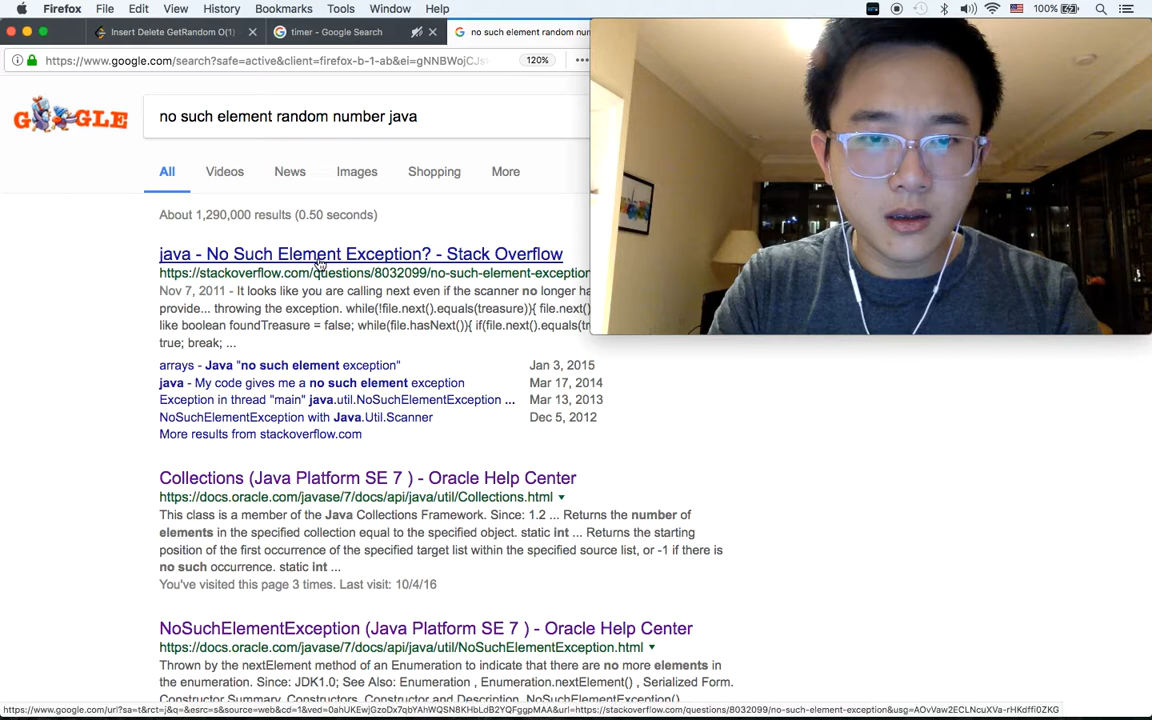 Firefox File Edit View History Bookmarks Tools Window Help 100%
Insert Delete GetRandom O(1) timer - Google Search no such element random nu
https://www.google.com/search?safe=active&client=firefox-b-1-ab&ei=gNNBWojCJs 120%
GOOGLE no such element random number java
All Videos News Images Shopping More
About 1,290,000 results (0.50 seconds)
java - No Such Element Exception? - Stack Overflow
https://stackoverflow.com/questions/8032099/no-such-element-exception
Nov 7, 2011 - It looks like you are calling next even if the scanner no longer ha
provide... throwing the exception. while(!file.next().equals(treasure)){ file.next()
like boolean foundTreasure = false; while(file.hasNext()){ if(file.next().equals(tr
true; break; ...
arrays - Java "no such element exception" Jan 3, 2015
java - My code gives me a no such element exception Mar 17, 2014
Exception in thread "main" java.util.NoSuchElementException ... Mar 13, 2013
NoSuchElementException with Java.Util.Scanner Dec 5, 2012
More results from stackoverflow.com
Collections (Java Platform SE 7 ) - Oracle Help Center
https://docs.oracle.com/javase/7/docs/api/java/util/Collections.html
This class is a member of the Java Collections Framework. Since: 1.2 ... Returns the number of
elements in the specified collection equal to the specified object. static int ... Returns the starting
position of the first occurrence of the specified target list within the specified source list, or -1 if there is
no such occurrence. static int ...
You've visited this page 3 times. Last visit: 10/4/16
NoSuchElementException (Java Platform SE 7 ) - Oracle Help Center
https://docs.oracle.com/javase/7/docs/api/java/util/NoSuchElementException.html
Thrown by the nextElement method of an Enumeration to indicate that there are no more elements in
the enumeration. Since: JDK1.0; See Also: Enumeration , Enumeration.nextElement() , Serialized Form.
Constructor Summary. Constructors. Constructor and Description. NoSuchElementException()